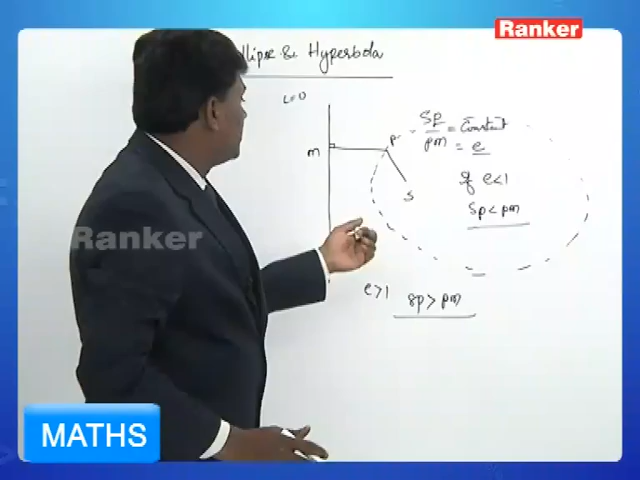 Ranker
llipse & Hyperbola
L=0
SP/PM = Constant
= e
P
M
S
If e<1
SP < PM
Ranker
e>1 SP > PM
MATHS